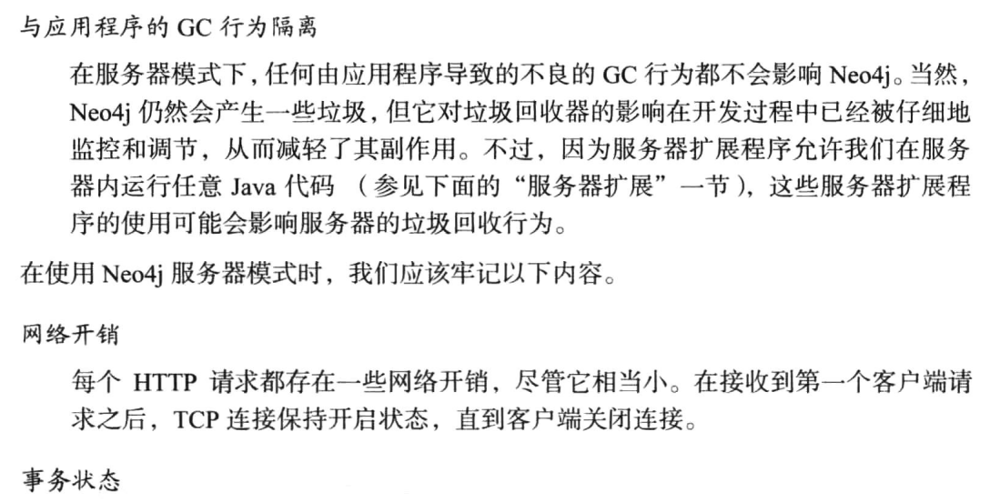 与应用程序的 GC 行为隔离
在服务器模式下，任何由应用程序导致的不良的 GC 行为都不会影响 Neo4j。当然，
Neo4j 仍然会产生一些垃圾，但它对垃圾回收器的影响在开发过程中已经被仔细地
监控和调节，从而减轻了其副作用。不过，因为服务器扩展程序允许我们在服务
器内运行任意 Java 代码 （参见下面的“服务器扩展”一节），这些服务器扩展程
序的使用可能会影响服务器的垃圾回收行为。
在使用 Neo4j 服务器模式时，我们应该牢记以下内容。
网络开销
每个 HTTP 请求都存在一些网络开销，尽管它相当小。在接收到第一个客户端请
求之后，TCP 连接保持开启状态，直到客户端关闭连接。
事务状态